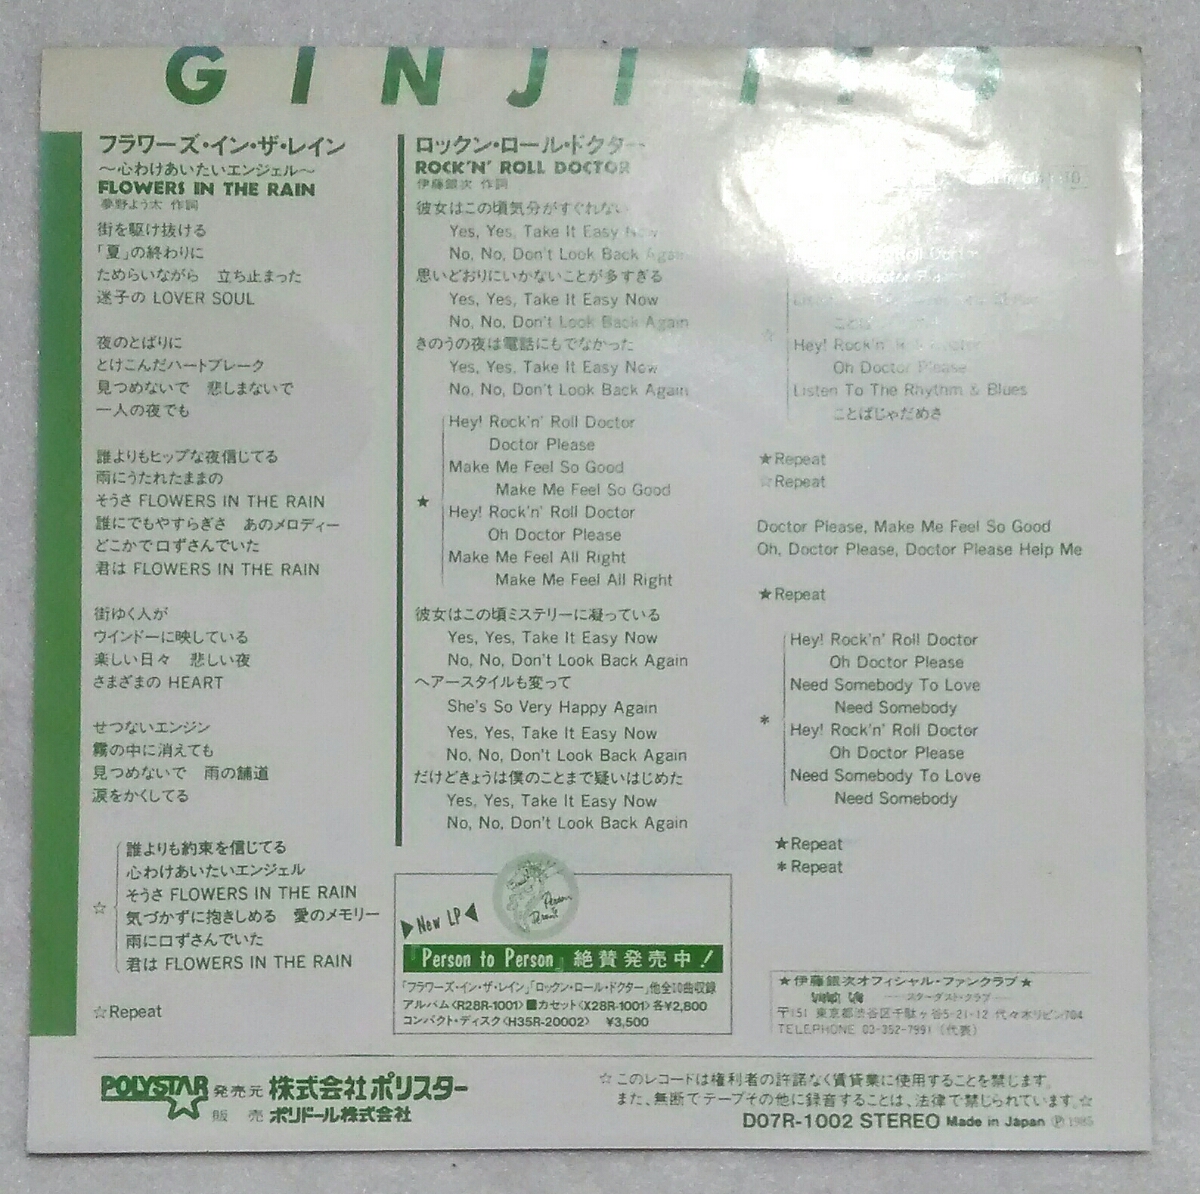 GINJI ITO
フラワーズ・イン・ザ・レイン
〜心わけあいたいエンジェル〜
FLOWERS IN THE RAIN
夢野よう太 作詞
街を駆け抜ける
「夏」の終わりに
ためらいながら 立ち止まった
迷子の LOVER SOUL
夜のとばりに
とけこんだハートブレーク
見つめないで 悲しまないで
一人の夜でも
誰よりもヒップな夜信じてる
雨にうたれたままの
そうさ FLOWERS IN THE RAIN
誰にでもやすらぎさ あのメロディー
どこかで口ずさんでいた
君は FLOWERS IN THE RAIN
街ゆく人が
ウインドーに映している
楽しい日々 悲しい夜
さまざまの HEART
せつないエンジン
霧の中に消えても
見つめないで 雨の舗道
涙をかくしてる
☆
誰よりも約束を信じてる
心わけあいたいエンジェル
そうさ FLOWERS IN THE RAIN
気づかずに抱きしめる 愛のメモリー
雨に口ずさんでいた
君は FLOWERS IN THE RAIN
☆Repeat
ロックン・ロール・ドクター
ROCK'N' ROLL DOCTOR
伊藤銀次 作詞
彼女はこの頃気分がすぐれない
Yes, Yes, Take It Easy Now
No, No, Don't Look Back Again
思いどおりにいかないことが多すぎる
Yes, Yes, Take It Easy Now
No, No, Don't Look Back Again
きのうの夜は電話にもでなかった
Yes, Yes, Take It Easy Now
No, No, Don't Look Back Again
★
Hey! Rock'n' Roll Doctor
Doctor Please
Make Me Feel So Good
Make Me Feel So Good
Hey! Rock'n' Roll Doctor
Oh Doctor Please
Make Me Feel All Right
Make Me Feel All Right
彼女はこの頃ミステリーに凝っている
Yes, Yes, Take It Easy Now
No, No, Don't Look Back Again
ヘアースタイルも変って
She's So Very Happy Again
Yes, Yes, Take It Easy Now
No, No, Don't Look Back Again
だけどきょうは僕のことまで疑いはじめた
Yes, Yes, Take It Easy Now
No, No, Don't Look Back Again
☆
Hey! Rock'n' Roll
Oh Doctor Please
Listen To The Rhythm & Blues
ことばじゃだめさ
★Repeat
☆Repeat
Doctor Please, Make Me Feel So Good
Oh, Doctor Please, Doctor Please Help Me
★Repeat
*
Hey! Rock'n' Roll Doctor
Oh Doctor Please
Need Somebody To Love
Need Somebody
Hey! Rock'n' Roll Doctor
Oh Doctor Please
Need Somebody To Love
Need Somebody
★Repeat
*Repeat
▶New LP◀
Person to Person
『Person to Person』絶賛発売中!
「フラワーズ・イン・ザ・レイン」「ロックン・ロール・ドクター」他全10曲収録
アルバム〈R28R-1001〉■カセット〈X28R-1001〉各¥2,800
コンパクト・ディスク〈H35R-20002〉 ¥3,500
★伊藤銀次オフィシャル・ファンクラブ★
スターダスト・クラブ
〒151 東京都渋谷区千駄ヶ谷5-21-12 代々木リビン704
TELEPHONE 03-352-7991 (代表)
POLYSTAR 発売元 株式会社ポリスター
販 売 ポリドール株式会社
☆このレコードは権利者の許諾なく賃貸業に使用することを禁じます。
また、無断でテープその他に録音することは、法律で禁じられています。☆
D07R-1002 STEREO Made in Japan Ⓟ1985